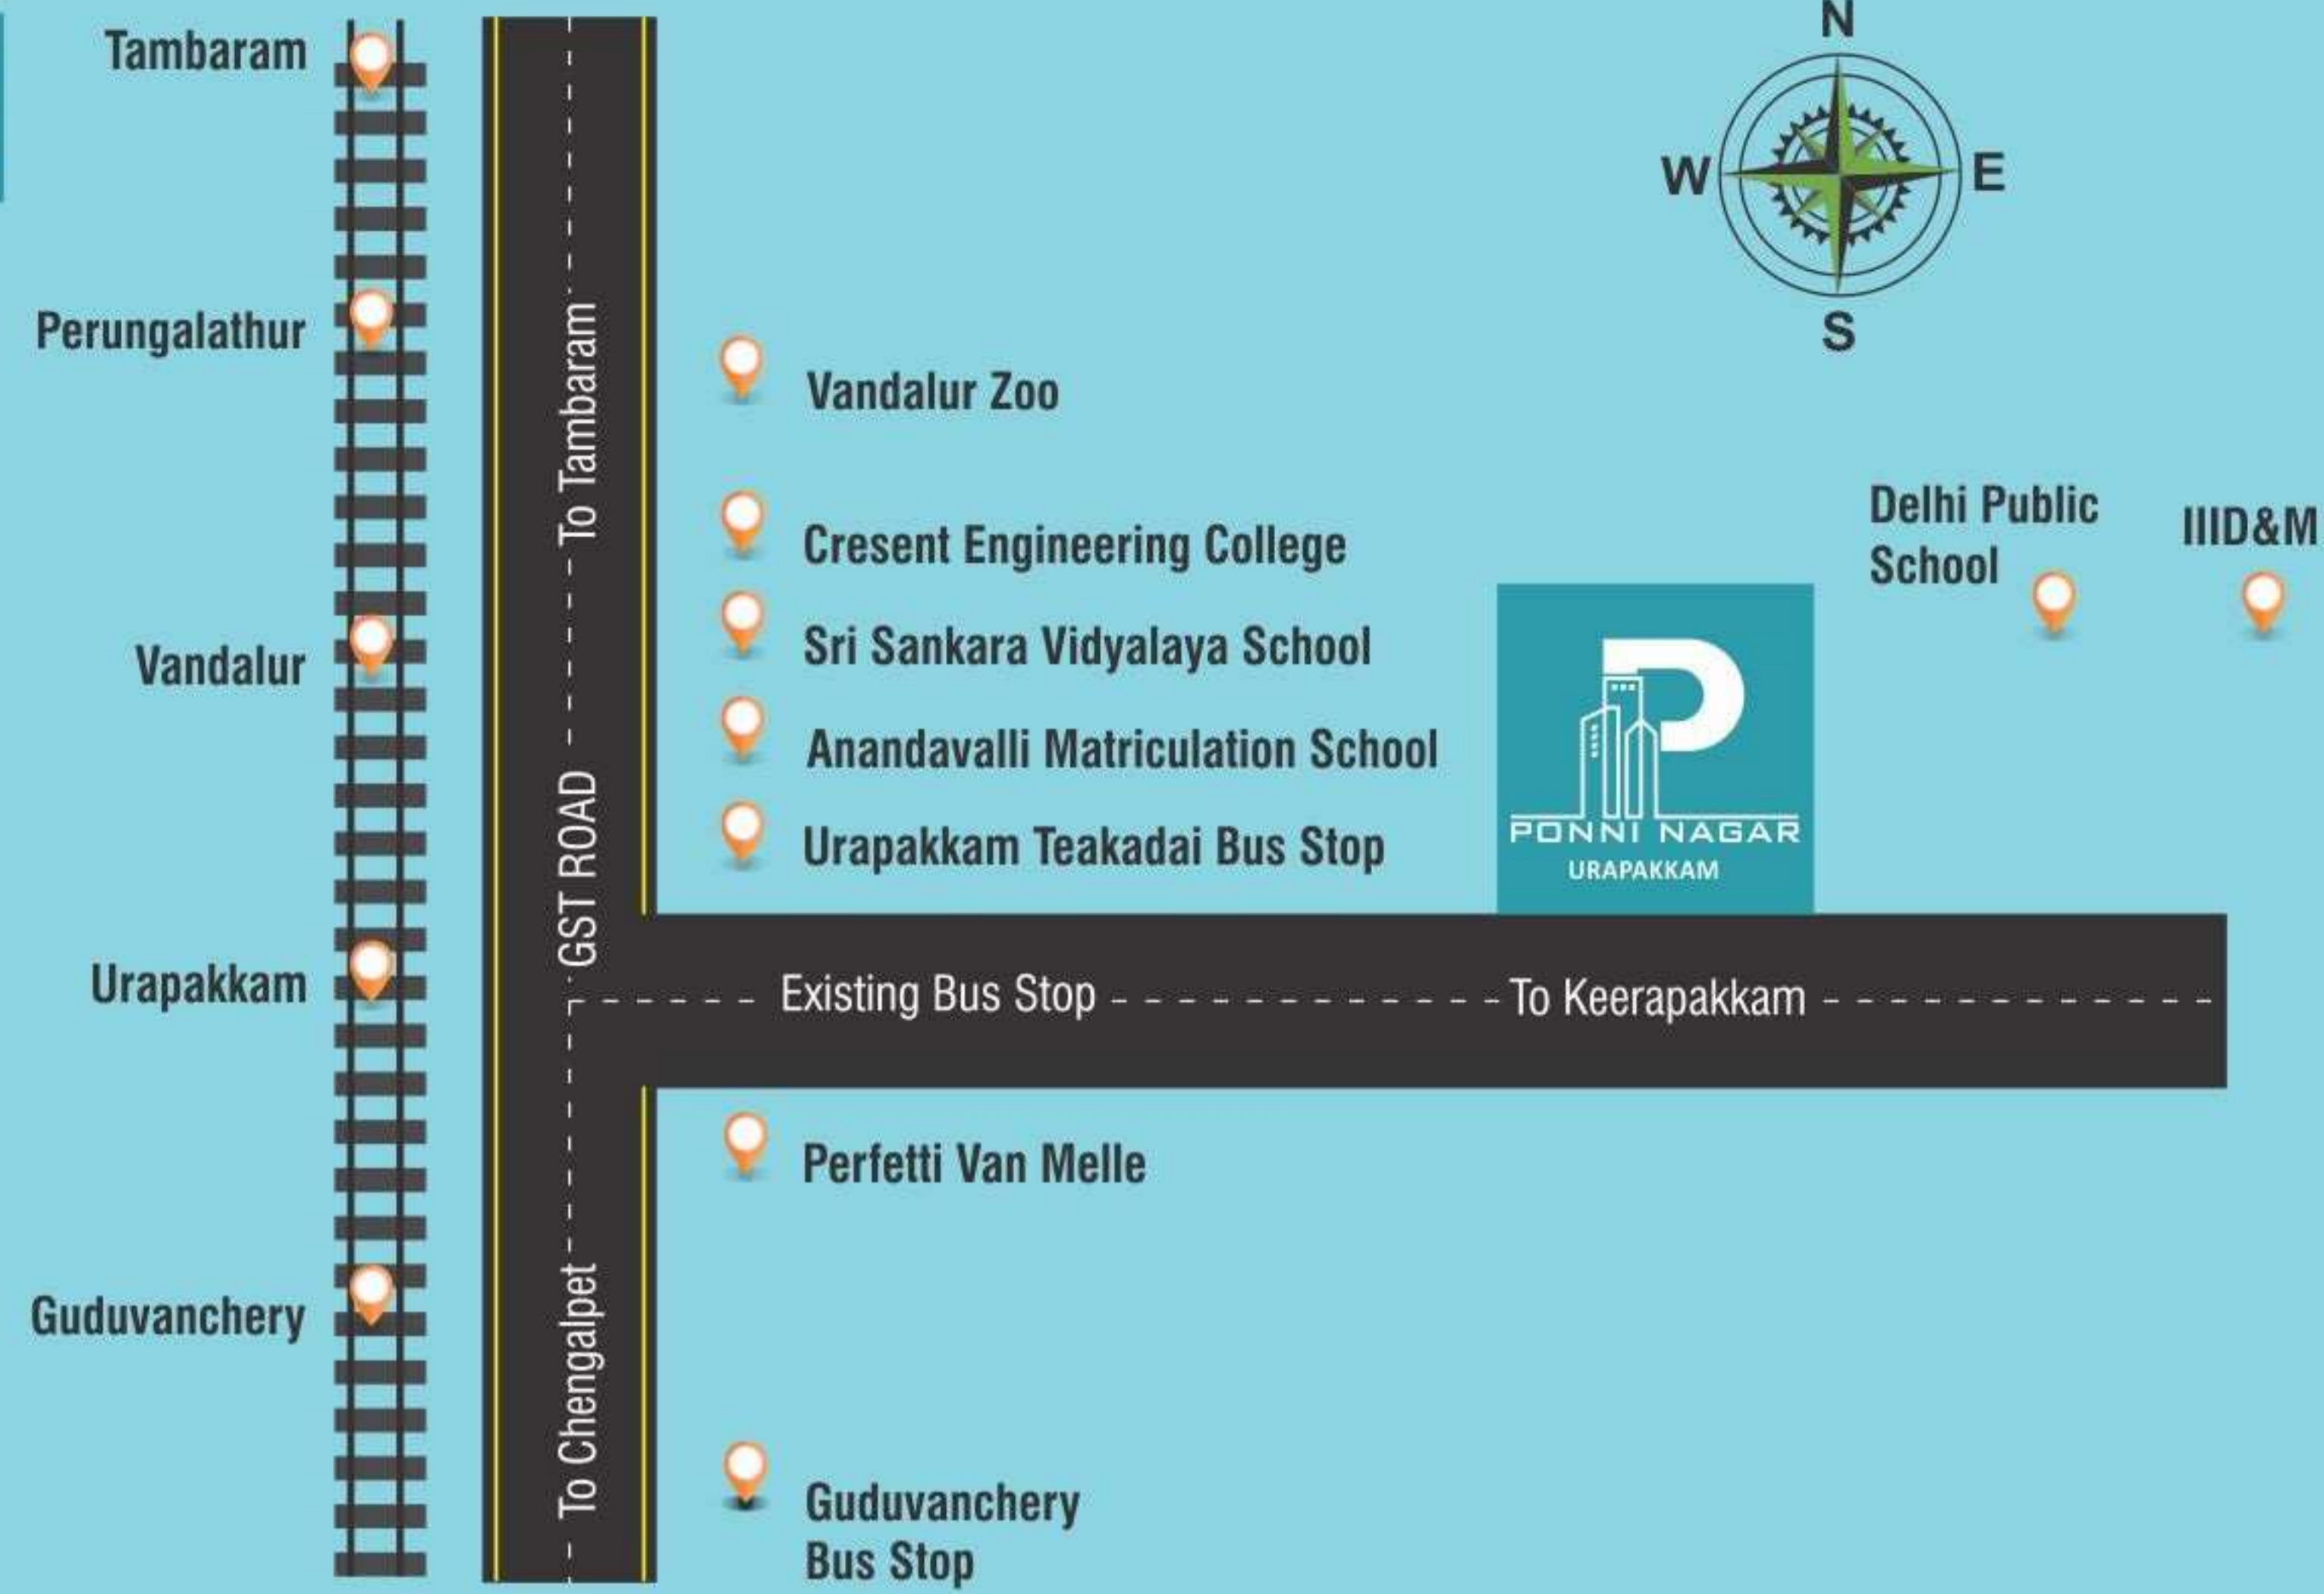 Tambaram
Perungalathur
Vandalur
Urapakkam
Guduvanchery
To Tambaram
GST ROAD
To Chengalpet
N
W
E
S
Vandalur Zoo
Cresent Engineering College
Sri Sankara Vidyalaya School
Anandavalli Matriculation School
Urapakkam Teakadai Bus Stop
Delhi Public
School
IIID&M
PONNI NAGAR
URAPAKKAM
Existing Bus Stop
To Keerapakkam
Perfetti Van Melle
Guduvanchery
Bus Stop